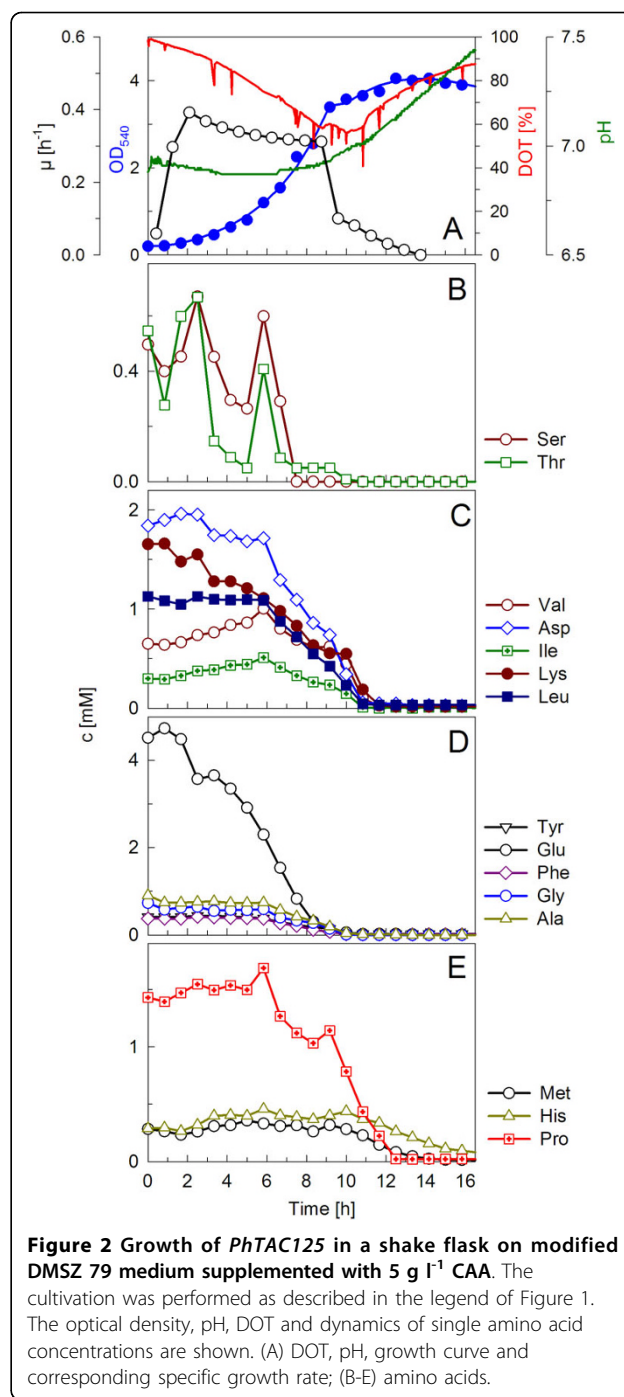 0.6
0.4
0.2
0.0
µ [h-1]
4
2
0
OD540
100
80
60
40
20
0
DOT [%]
7.5
7.0
6.5
pH
A
0.4
0.0
B
Ser
Thr
2
1
0
C
Val
Asp
Ile
Lys
Leu
c [mM]
4
2
0
D
Tyr
Glu
Phe
Gly
Ala
1
0
E
Met
His
Pro
0 2 4 6 8 10 12 14 16
Time [h]
Figure 2 Growth of PhTAC125 in a shake flask on modified
DMSZ 79 medium supplemented with 5 g l-1 CAA. The
cultivation was performed as described in the legend of Figure 1.
The optical density, pH, DOT and dynamics of single amino acid
concentrations are shown. (A) DOT, pH, growth curve and
corresponding specific growth rate; (B-E) amino acids.